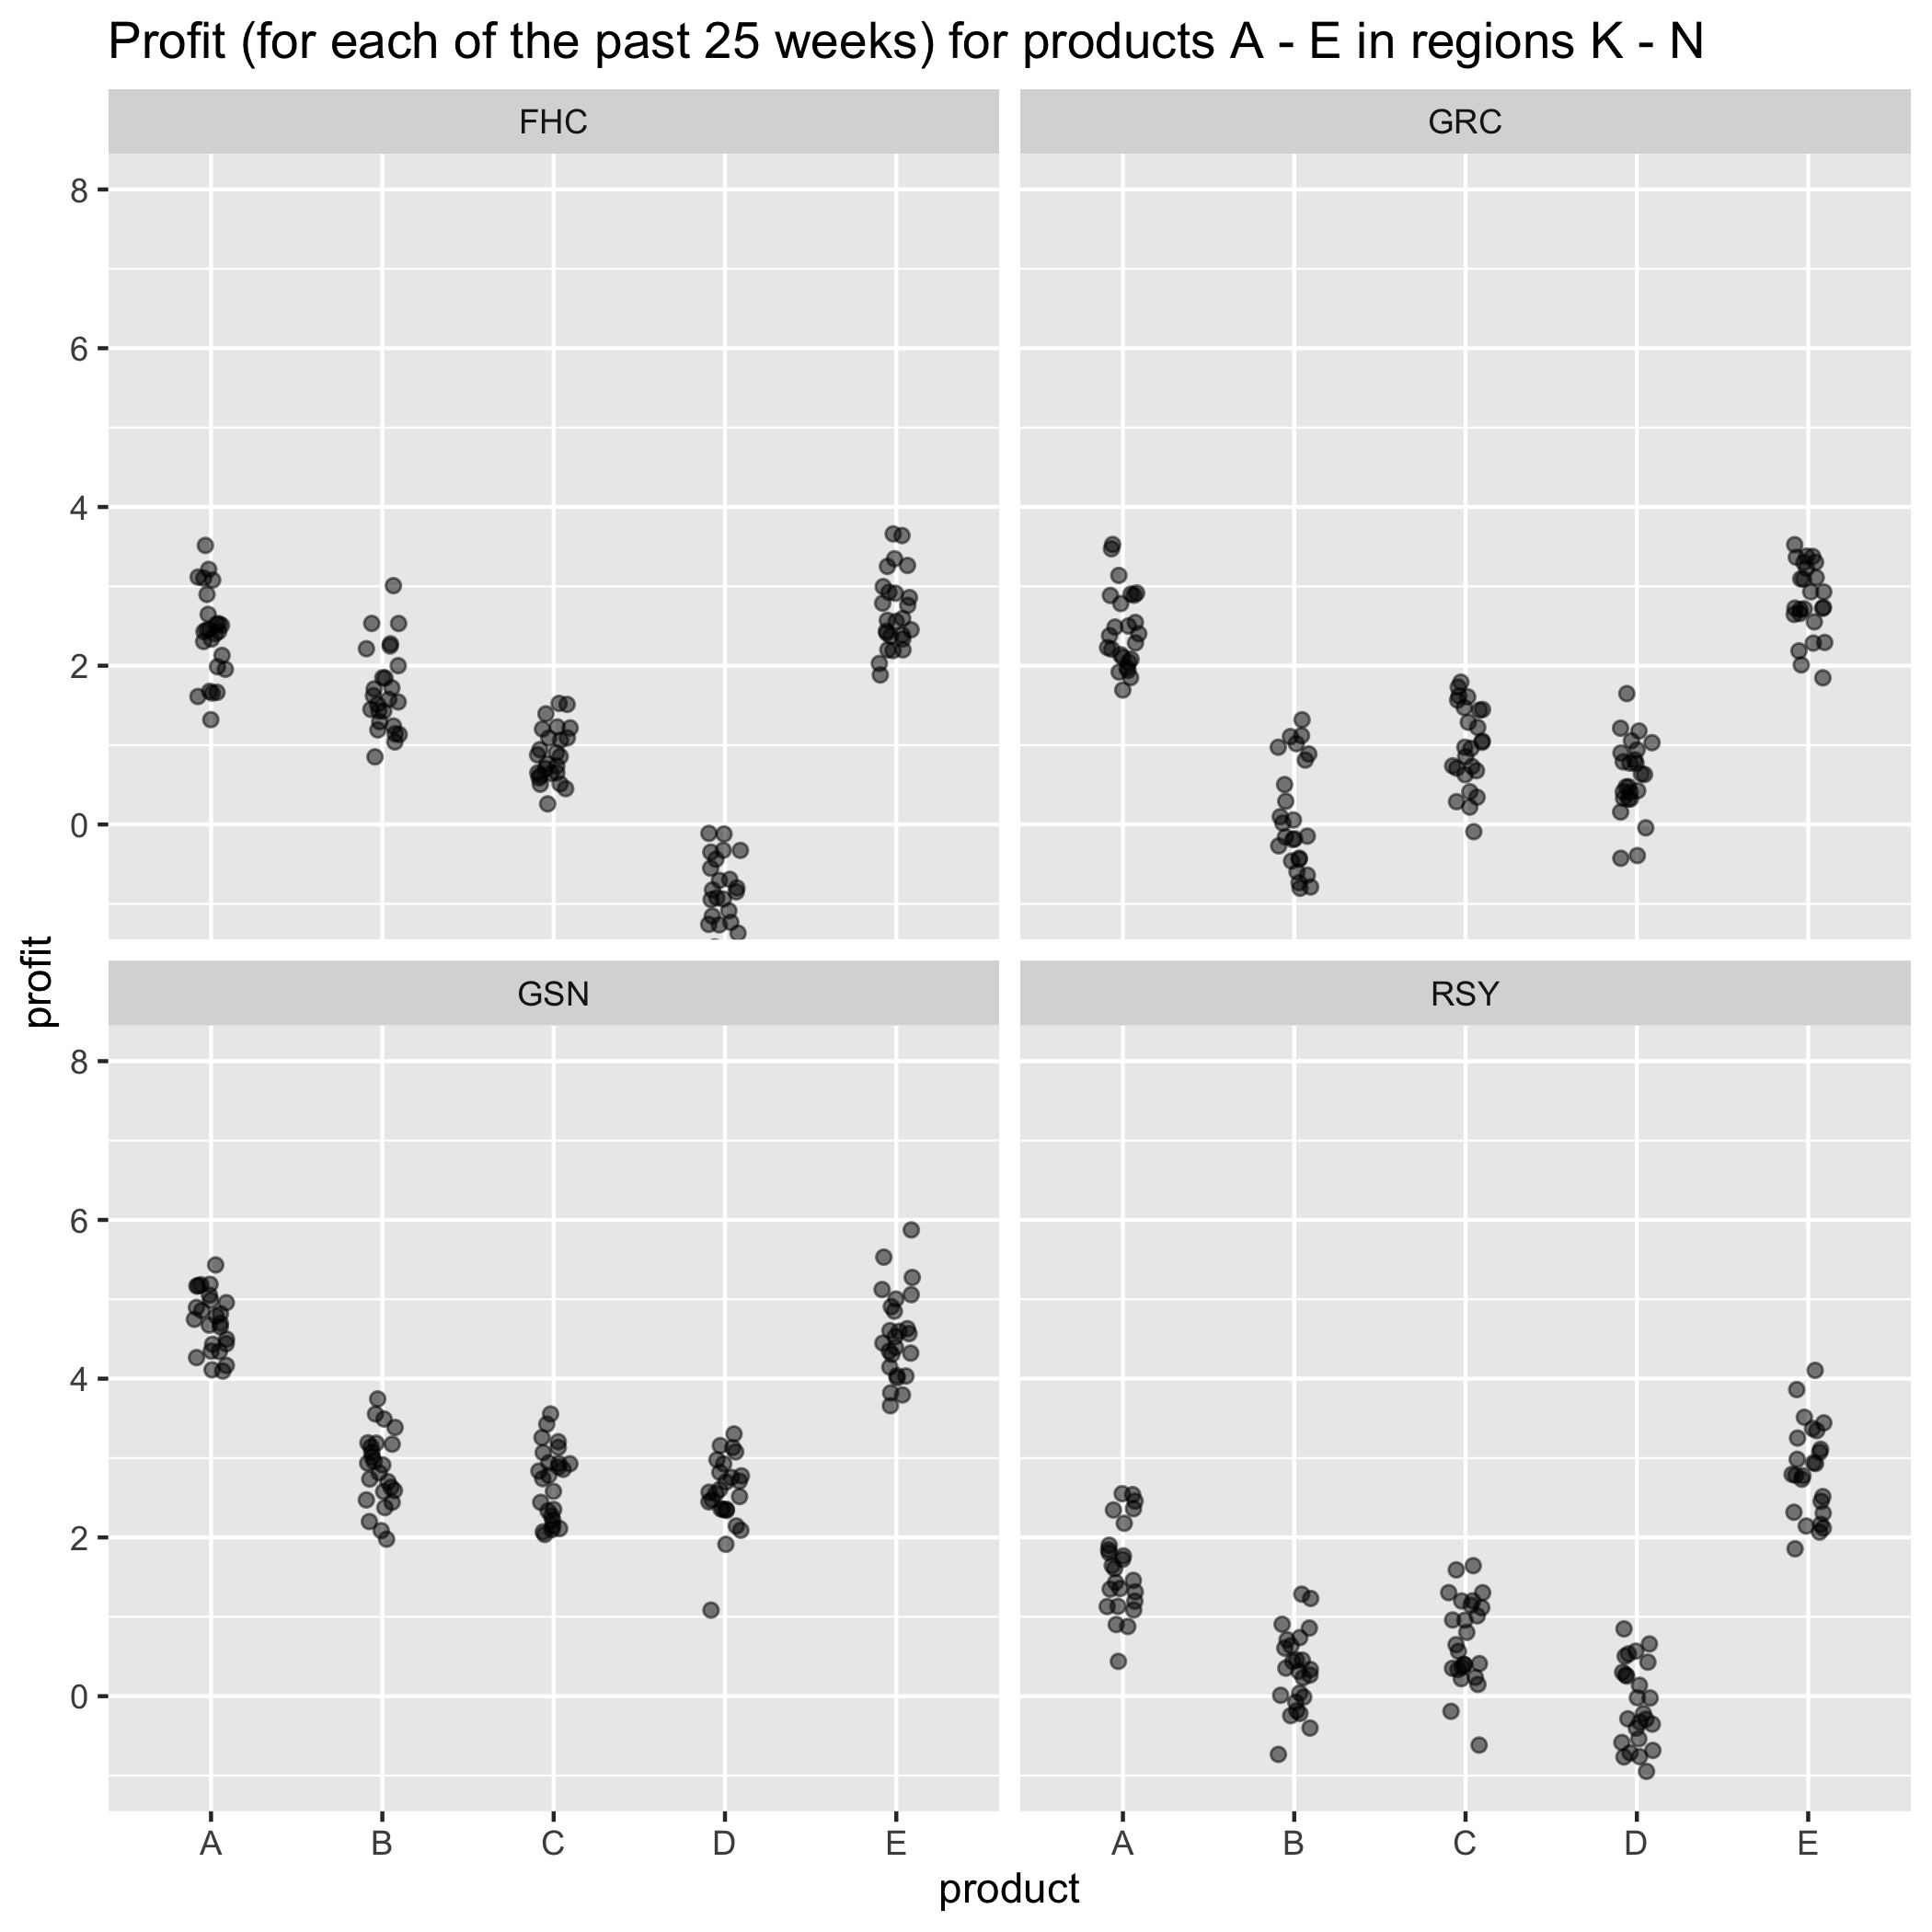 Profit (for each of the past 25 weeks) for products A - E in regions K - N
FHC
GRC
8
6
4
2
0
profit
GSN
RSY
8
6
4
2
0
A B C D E
A B C D E
product